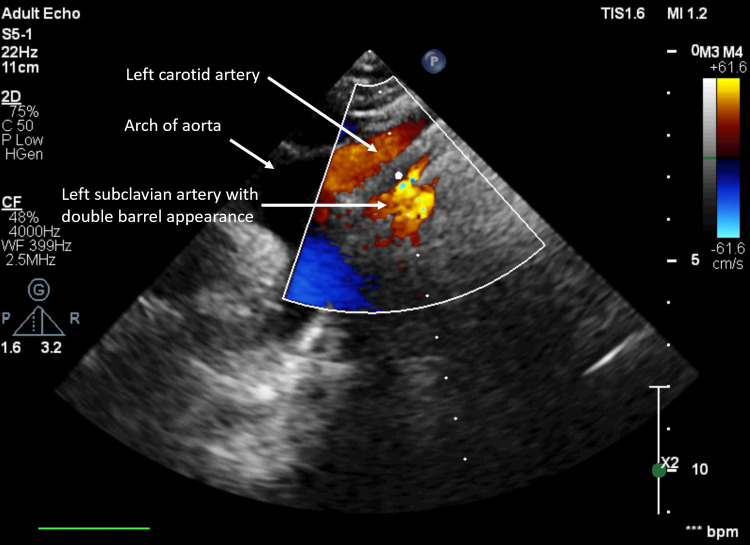 Adult Echo
TIS1.6 MI 1.2
S5-1
22Hz
11cm
2D
75%
C 50
P Low
HGen
CF
48%
4000Hz
WF 399Hz
2.5MHz
G
P R
1.6 3.2
Left carotid artery
Arch of aorta
Left subclavian artery with
double barrel appearance
P
0
M3 M4
+61.6
-61.6
cm/s
5
X2
10
*** bpm